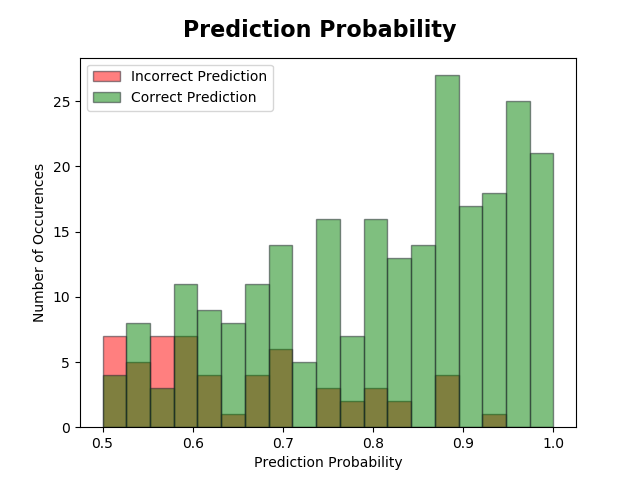 Prediction Probability
Incorrect Prediction
Correct Prediction
Number of Occurences
25
20
15
10
5
0
0.5 0.6 0.7 0.8 0.9 1.0
Prediction Probability